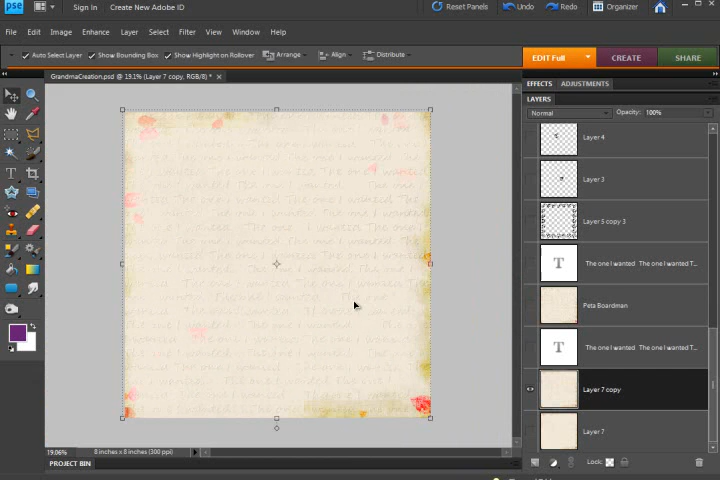 pse Sign In Create New Adobe ID Reset Panels Undo Redo Organizer
File Edit Image Enhance Layer Select Filter View Window Help
Auto Select Layer Show Bounding Box Show Highlight on Rollover Arrange Align Distribute EDIT Full CREATE SHARE
GrandmaCreation.psd @ 19.1% (Layer 7 copy, RGB/8) * EFFECTS ADJUSTMENTS
LAYERS
Normal Opacity: 100%
Layer 4
Layer 3
Layer 5 copy 3
T The one I wanted The one I wanted T...
Peta Boardman
T The one I wanted The one I wanted T...
Layer 7 copy
Layer 7
19.06% 8 inches x 8 inches (300 ppi)
Lock:
PROJECT BIN